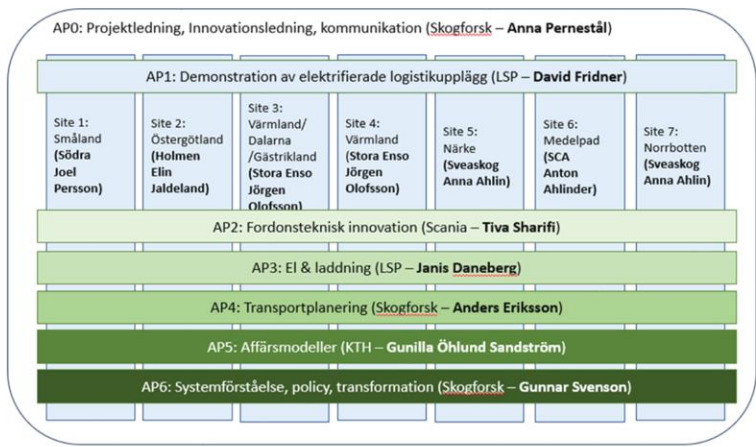 AP0: Projektledning, Innovationsledning, kommunikation (Skogforsk – Anna Pernestål)
AP1: Demonstration av elektrifierade logistikupplägg (LSP – David Fridner)
Site 1:
Småland
(Södra
Joel
Persson)
Site 2:
Östergötland
(Holmen
Elin
Jaldeland)
Site 3:
Värmland/
Dalarna
/Gästrikland
(Stora Enso
Jörgen
Olofsson)
Site 4:
Värmland
(Stora Enso
Jörgen
Olofsson)
Site 5:
Närke
(Sveaskog
Anna Ahlin)
Site 6:
Medelpad
(SCA
Anton
Ahlinder)
Site 7:
Norrbotten
(Sveaskog
Anna Ahlin)
AP2: Fordonsteknisk innovation (Scania – Tiva Sharifi)
AP3: El & laddning (LSP – Janis Daneberg)
AP4: Transportplanering (Skogforsk – Anders Eriksson)
AP5: Affärsmodeller (KTH – Gunilla Öhlund Sandström)
AP6: Systemförståelse, policy, transformation (Skogforsk – Gunnar Svenson)